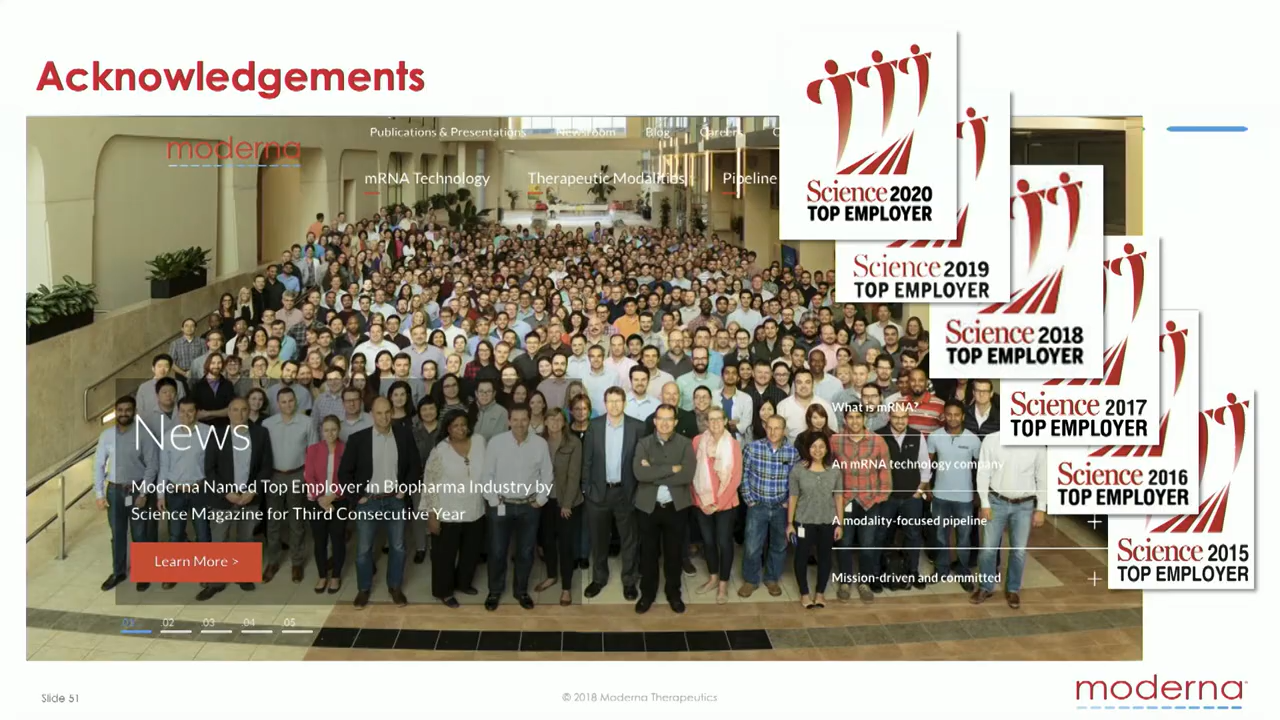 Acknowledgements
moderna
Publications & Presentations Newsroom Blog Careers
mRNA Technology Therapeutic Modalities Pipeline
Science 2020
TOP EMPLOYER
Science 2019
TOP EMPLOYER
Science 2018
TOP EMPLOYER
Science 2017
TOP EMPLOYER
Science 2016
TOP EMPLOYER
Science 2015
TOP EMPLOYER
News
Moderna Named Top Employer in Biopharma Industry by
Science Magazine for Third Consecutive Year
Learn More >
What is mRNA?
An mRNA technology company
A modality-focused pipeline +
Mission-driven and committed +
01 02 03 04 05
Slide 51
© 2018 Moderna Therapeutics
moderna